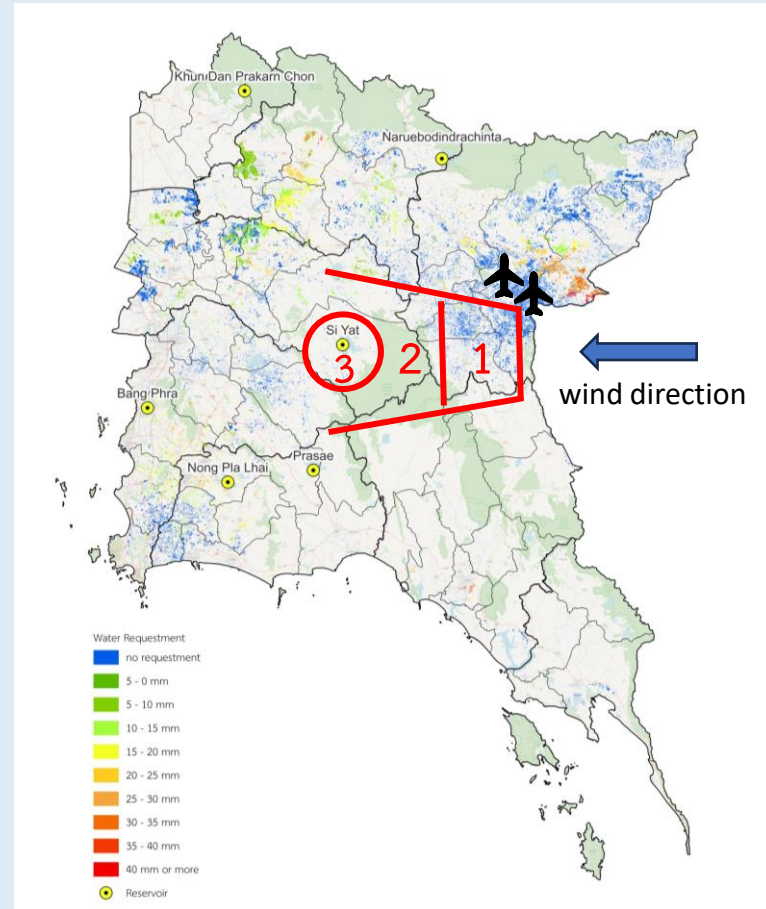 Khun Dan Prakarn Chon
Naruebodindrachinta
Si Yat
3
2
1
wind direction
Bang Phra
Nong Pla Lhai
Prasae
Water Requestment
no requestment
5 - 0 mm
5 - 10 mm
10 - 15 mm
15 - 20 mm
20 - 25 mm
25 - 30 mm
30 - 35 mm
35 - 40 mm
40 mm or more
Reservoir